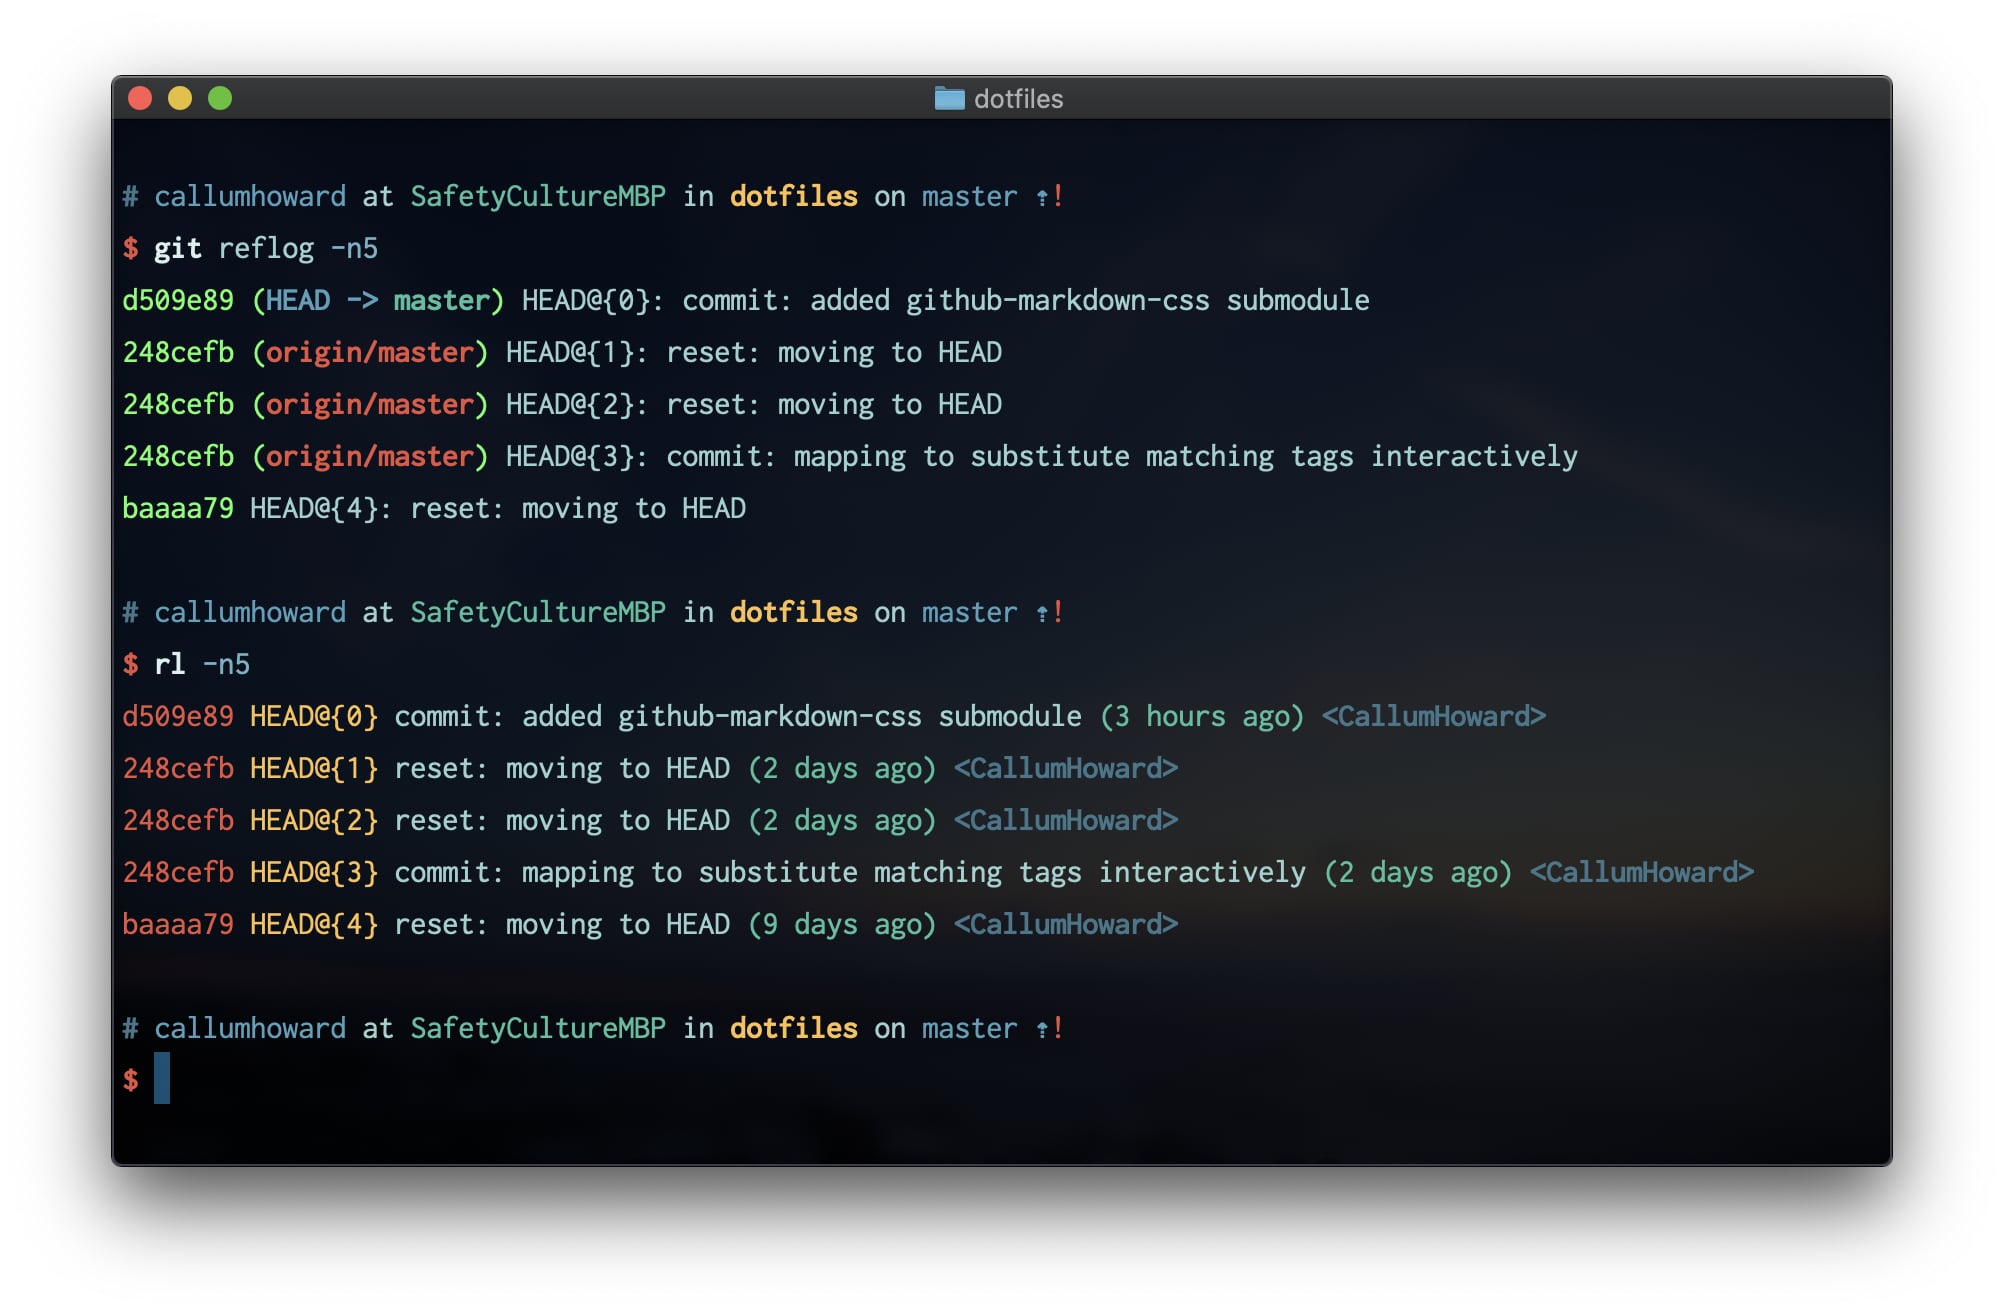 dotfiles
# callumhoward at SafetyCultureMBP in dotfiles on master ⇡!
$ git reflog -n5
d509e89 (HEAD -> master) HEAD@{0}: commit: added github-markdown-css submodule
248cefb (origin/master) HEAD@{1}: reset: moving to HEAD
248cefb (origin/master) HEAD@{2}: reset: moving to HEAD
248cefb (origin/master) HEAD@{3}: commit: mapping to substitute matching tags interactively
baaaa79 HEAD@{4}: reset: moving to HEAD
# callumhoward at SafetyCultureMBP in dotfiles on master ⇡!
$ rl -n5
d509e89 HEAD@{0} commit: added github-markdown-css submodule (3 hours ago) <CallumHoward>
248cefb HEAD@{1} reset: moving to HEAD (2 days ago) <CallumHoward>
248cefb HEAD@{2} reset: moving to HEAD (2 days ago) <CallumHoward>
248cefb HEAD@{3} commit: mapping to substitute matching tags interactively (2 days ago) <CallumHoward>
baaaa79 HEAD@{4} reset: moving to HEAD (9 days ago) <CallumHoward>
# callumhoward at SafetyCultureMBP in dotfiles on master ⇡!
$